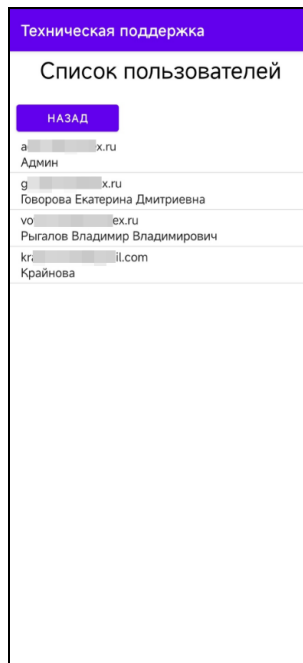 Техническая поддержка
Список пользователей
НАЗАД
Админ
Говорова Екатерина Дмитриевна
Рыгалов Владимир Владимирович
Крайнова